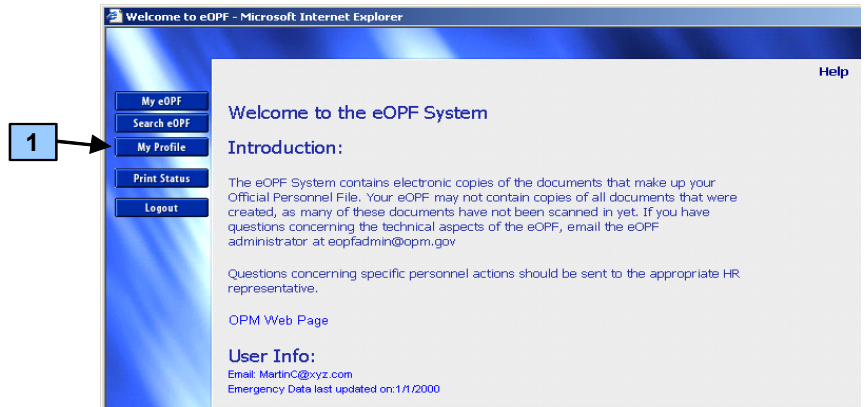 Welcome to eOPF - Microsoft Internet Explorer
Help
My eOPF
Search eOPF
1
My Profile
Print Status
Logout
Welcome to the eOPF System
Introduction:
The eOPF System contains electronic copies of the documents that make up your
Official Personnel File. Your eOPF may not contain copies of all documents that were
created, as many of these documents have not been scanned in yet. If you have
questions concerning the technical aspects of the eOPF, email the eOPF
administrator at eopfadmin@opm.gov
Questions concerning specific personnel actions should be sent to the appropriate HR
representative.
OPM Web Page
User Info:
Email: MartinC@xyz.com
Emergency Data last updated on:1/1/2000